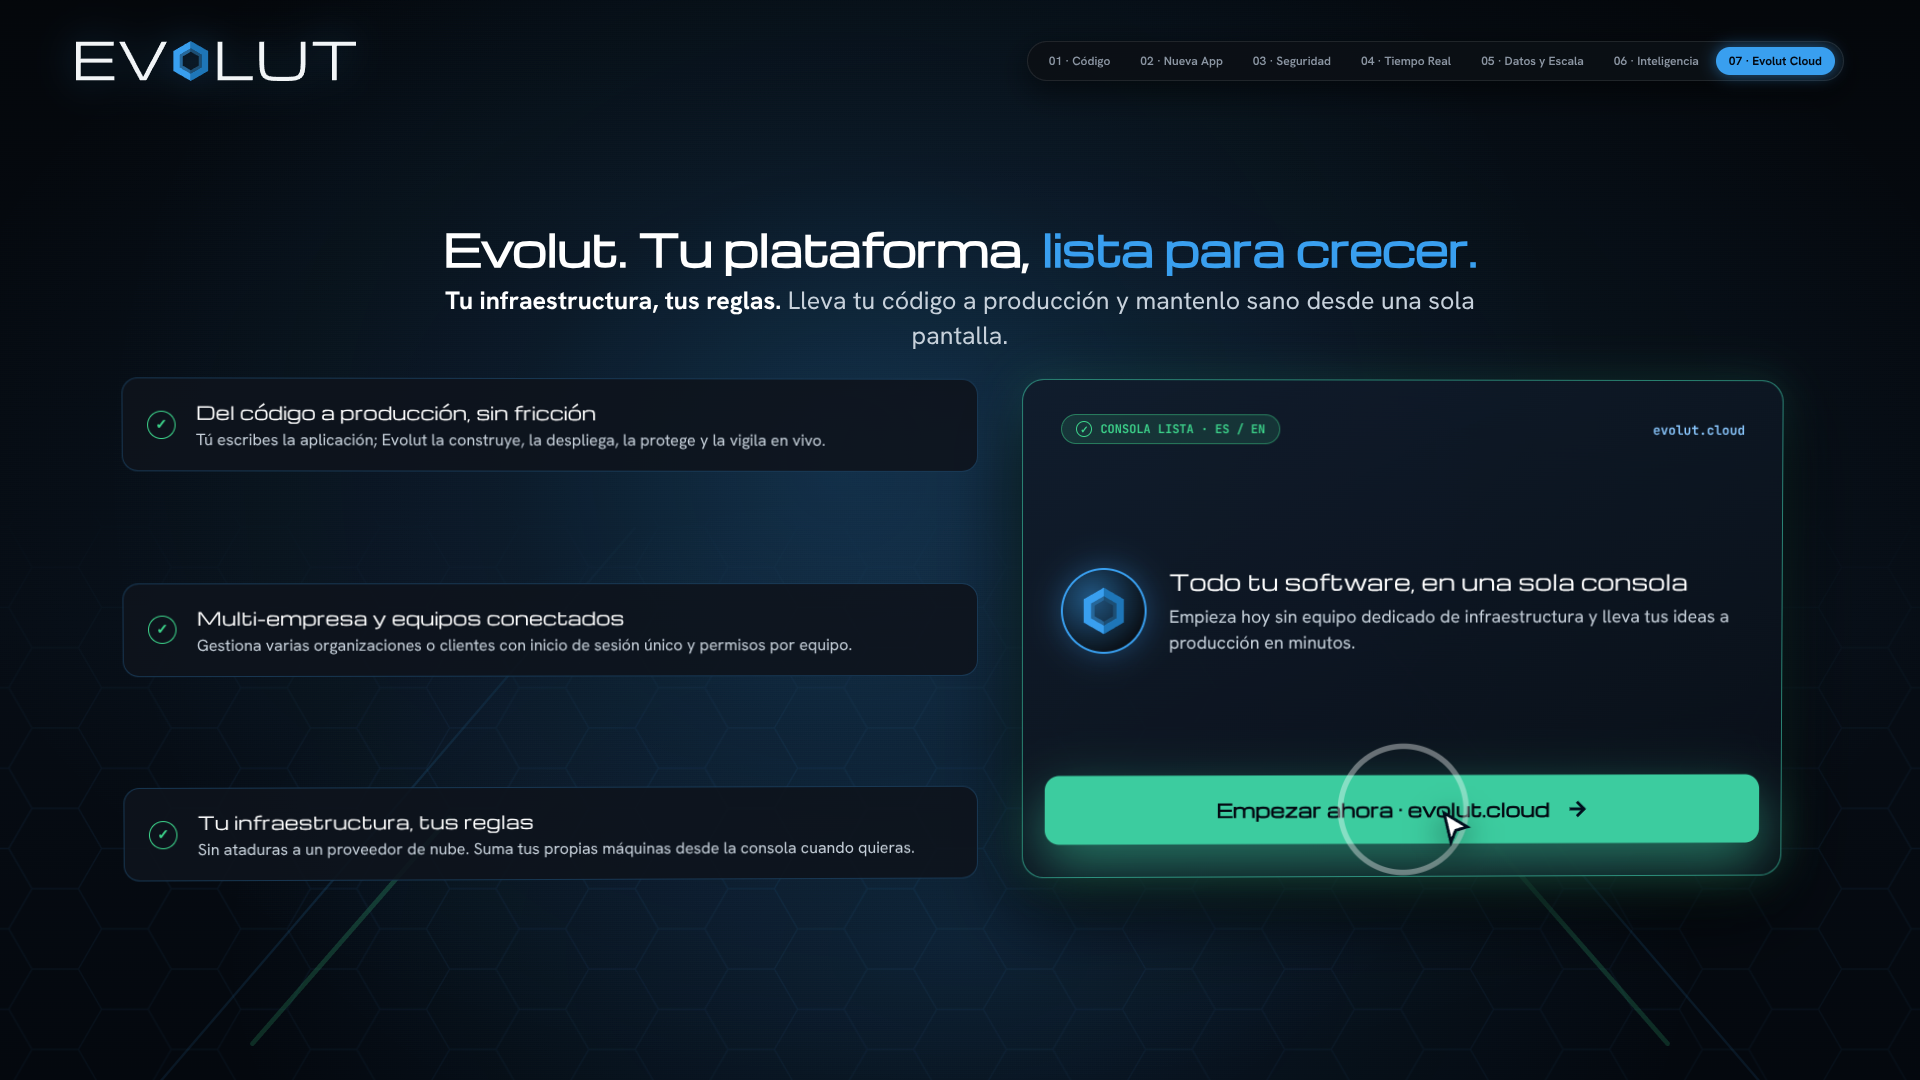 EVOLUT
01 · Código
02 · Nueva App
03 · Seguridad
04 · Tiempo Real
05 · Datos y Escala
06 · Inteligencia
07 · Evolut Cloud
Evolut. Tu plataforma, lista para crecer.
Tu infraestructura, tus reglas. Lleva tu código a producción y mantenlo sano desde una sola
pantalla.
✓ Del código a producción, sin fricción
Tú escribes la aplicación; Evolut la construye, la despliega, la protege y la vigila en vivo.
✓ Multi-empresa y equipos conectados
Gestiona varias organizaciones o clientes con inicio de sesión único y permisos por equipo.
✓ Tu infraestructura, tus reglas
Sin ataduras a un proveedor de nube. Suma tus propias máquinas desde la consola cuando quieras.
✓ CONSOLA LISTA · ES / EN
evolut.cloud
Todo tu software, en una sola consola
Empieza hoy sin equipo dedicado de infraestructura y lleva tus ideas a
producción en minutos.
Empezar ahora · evolut.cloud →